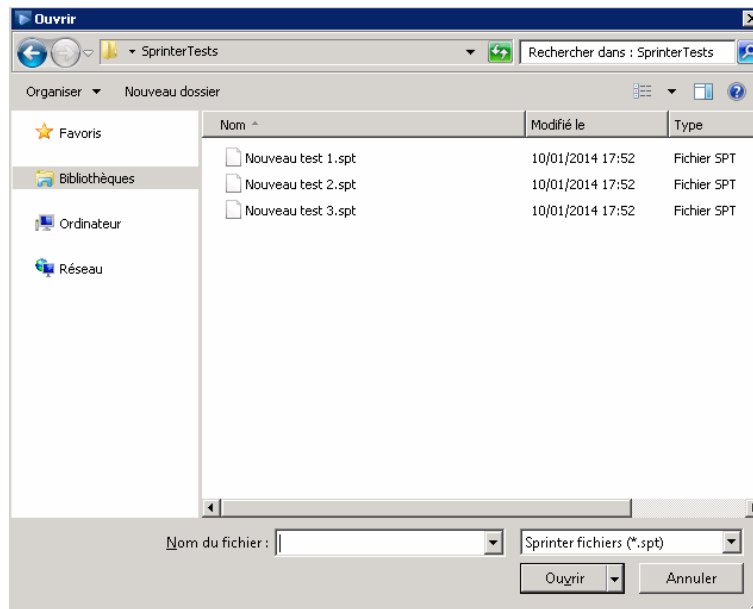 Ouvrir
SprinterTests
Rechercher dans : SprinterTests
Organiser
Nouveau dossier
Favoris
Bibliothèques
Ordinateur
Réseau
Nom
Modifié le
Type
Nouveau test 1.spt
10/01/2014 17:52
Fichier SPT
Nouveau test 2.spt
10/01/2014 17:52
Fichier SPT
Nouveau test 3.spt
10/01/2014 17:52
Fichier SPT
Nom du fichier :
Sprinter fichiers (*.spt)
Ouvrir
Annuler